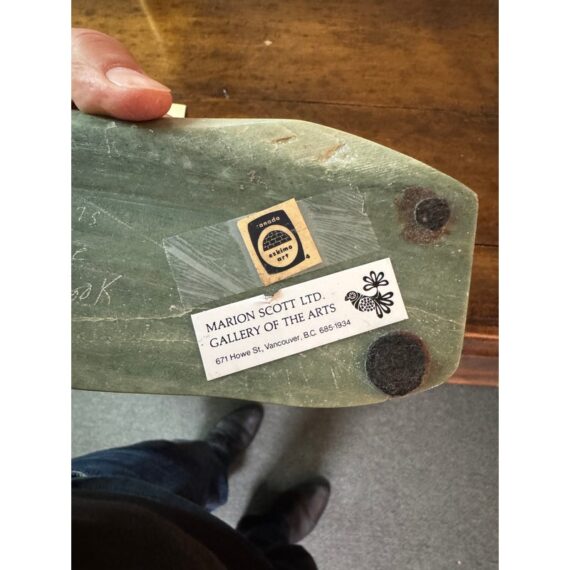 canada
eskimo
art
MARION SCOTT LTD.
GALLERY OF THE ARTS
671 Howe St., Vancouver, B.C. 685-1934